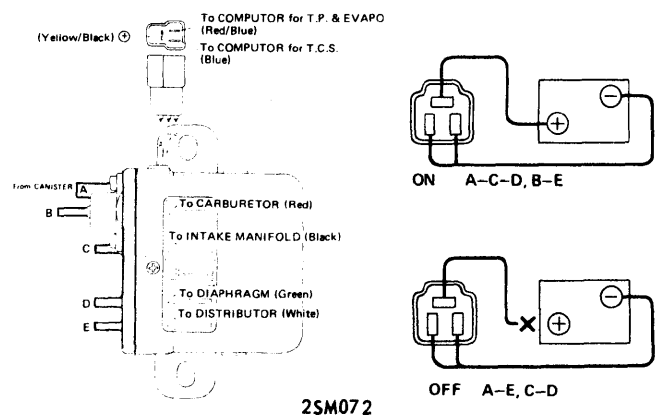 To COMPUTOR for T.P. & EVAPO
(Red/Blue)
(Yellow/Black) ⊕
To COMPUTOR for T.C.S.
(Blue)
From CANISTER A
B
C
D
E
To CARBURETOR (Red)
To INTAKE MANIFOLD (Black)
To DIAPHRAGM (Green)
To DISTRIBUTOR (White)
⊖
⊕
ON A-C-D, B-E
⊖
⊕
OFF A-E, C-D
2SM072